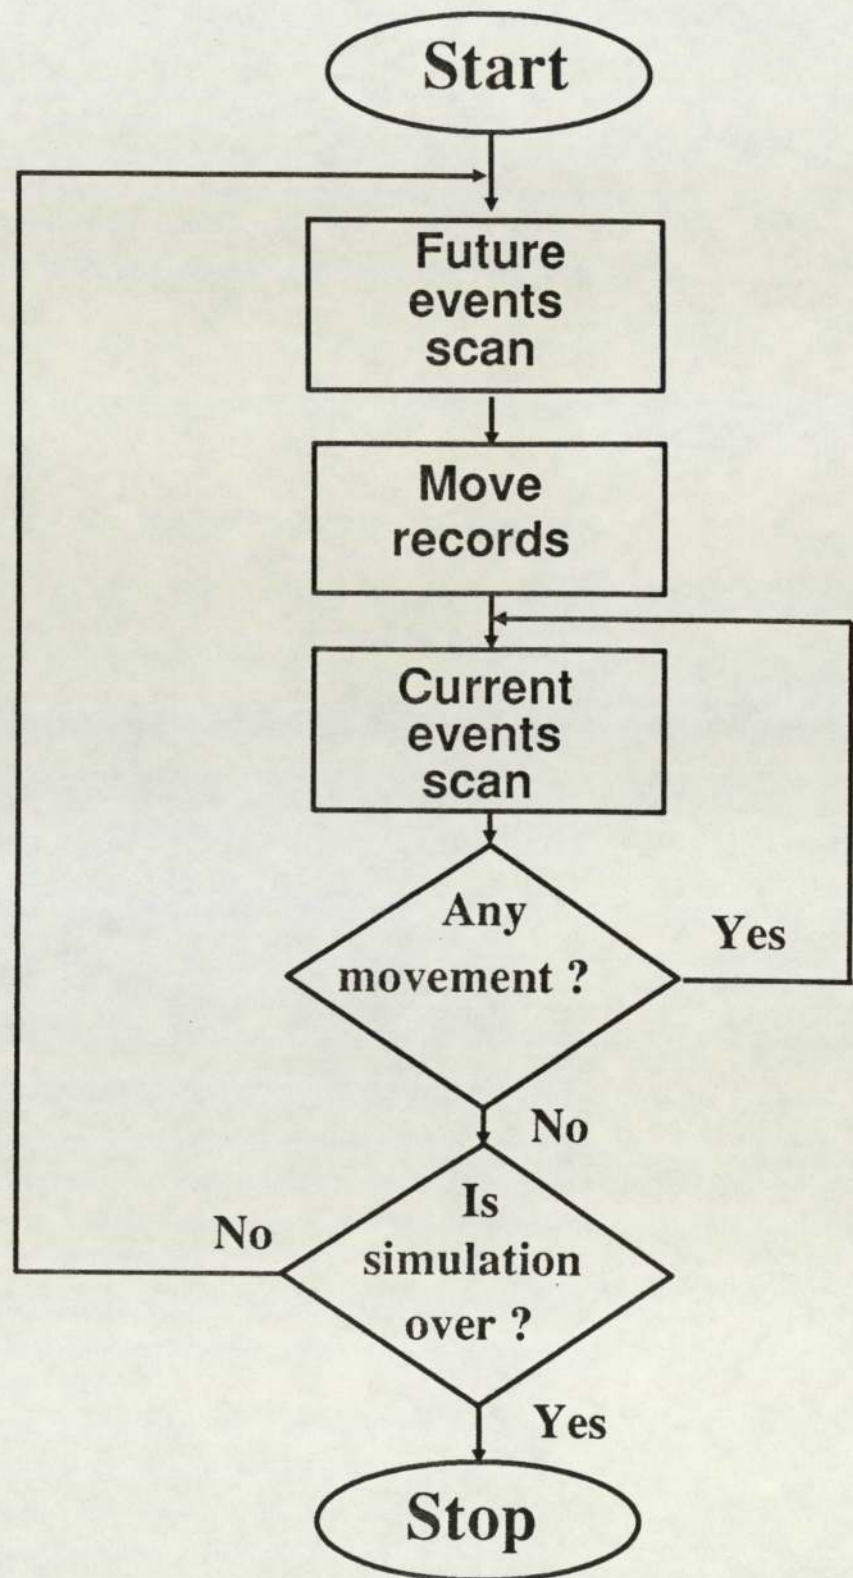 Start
Future
events
scan
Move
records
Current
events
scan
Any
movement ?
Yes
No
Is
simulation
over ?
No
Yes
Stop